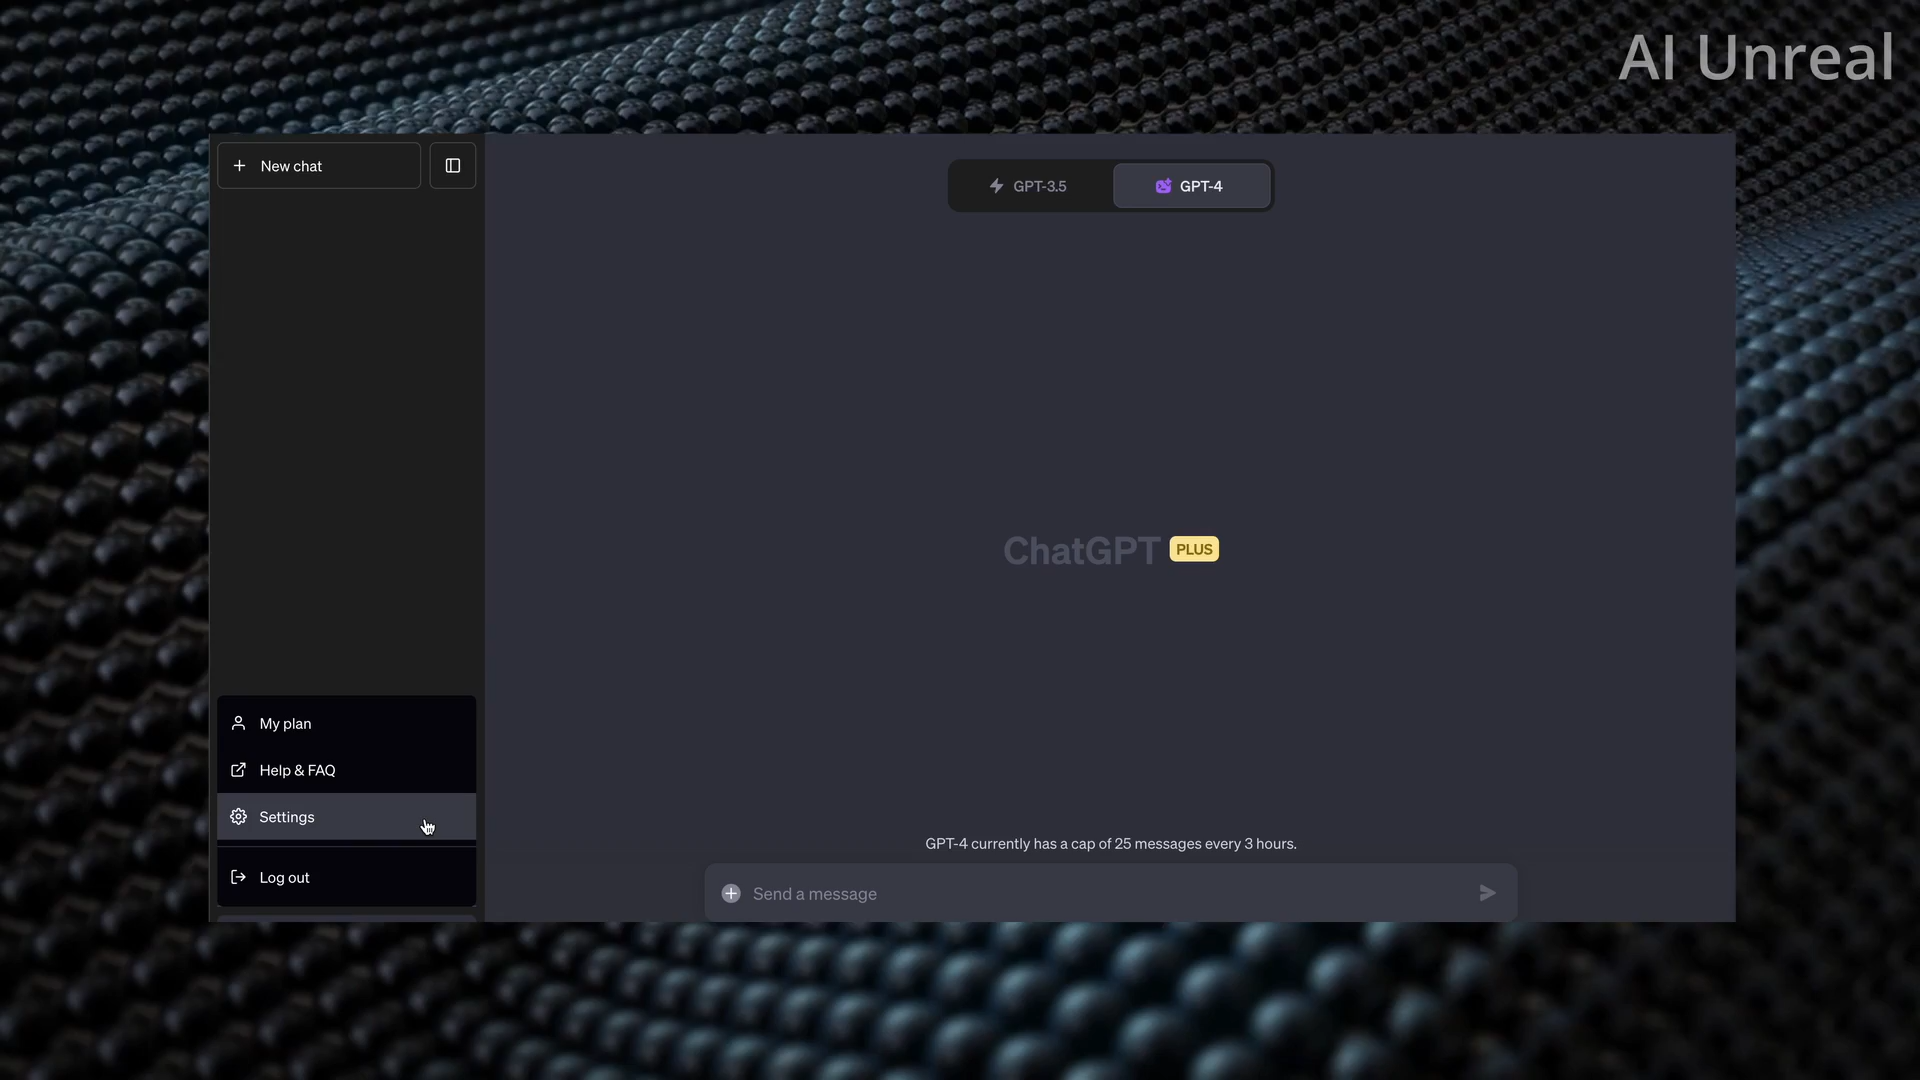 AI Unreal
New chat
GPT-3.5
GPT-4
ChatGPT PLUS
My plan
Help & FAQ
Settings
Log out
GPT-4 currently has a cap of 25 messages every 3 hours.
Send a message